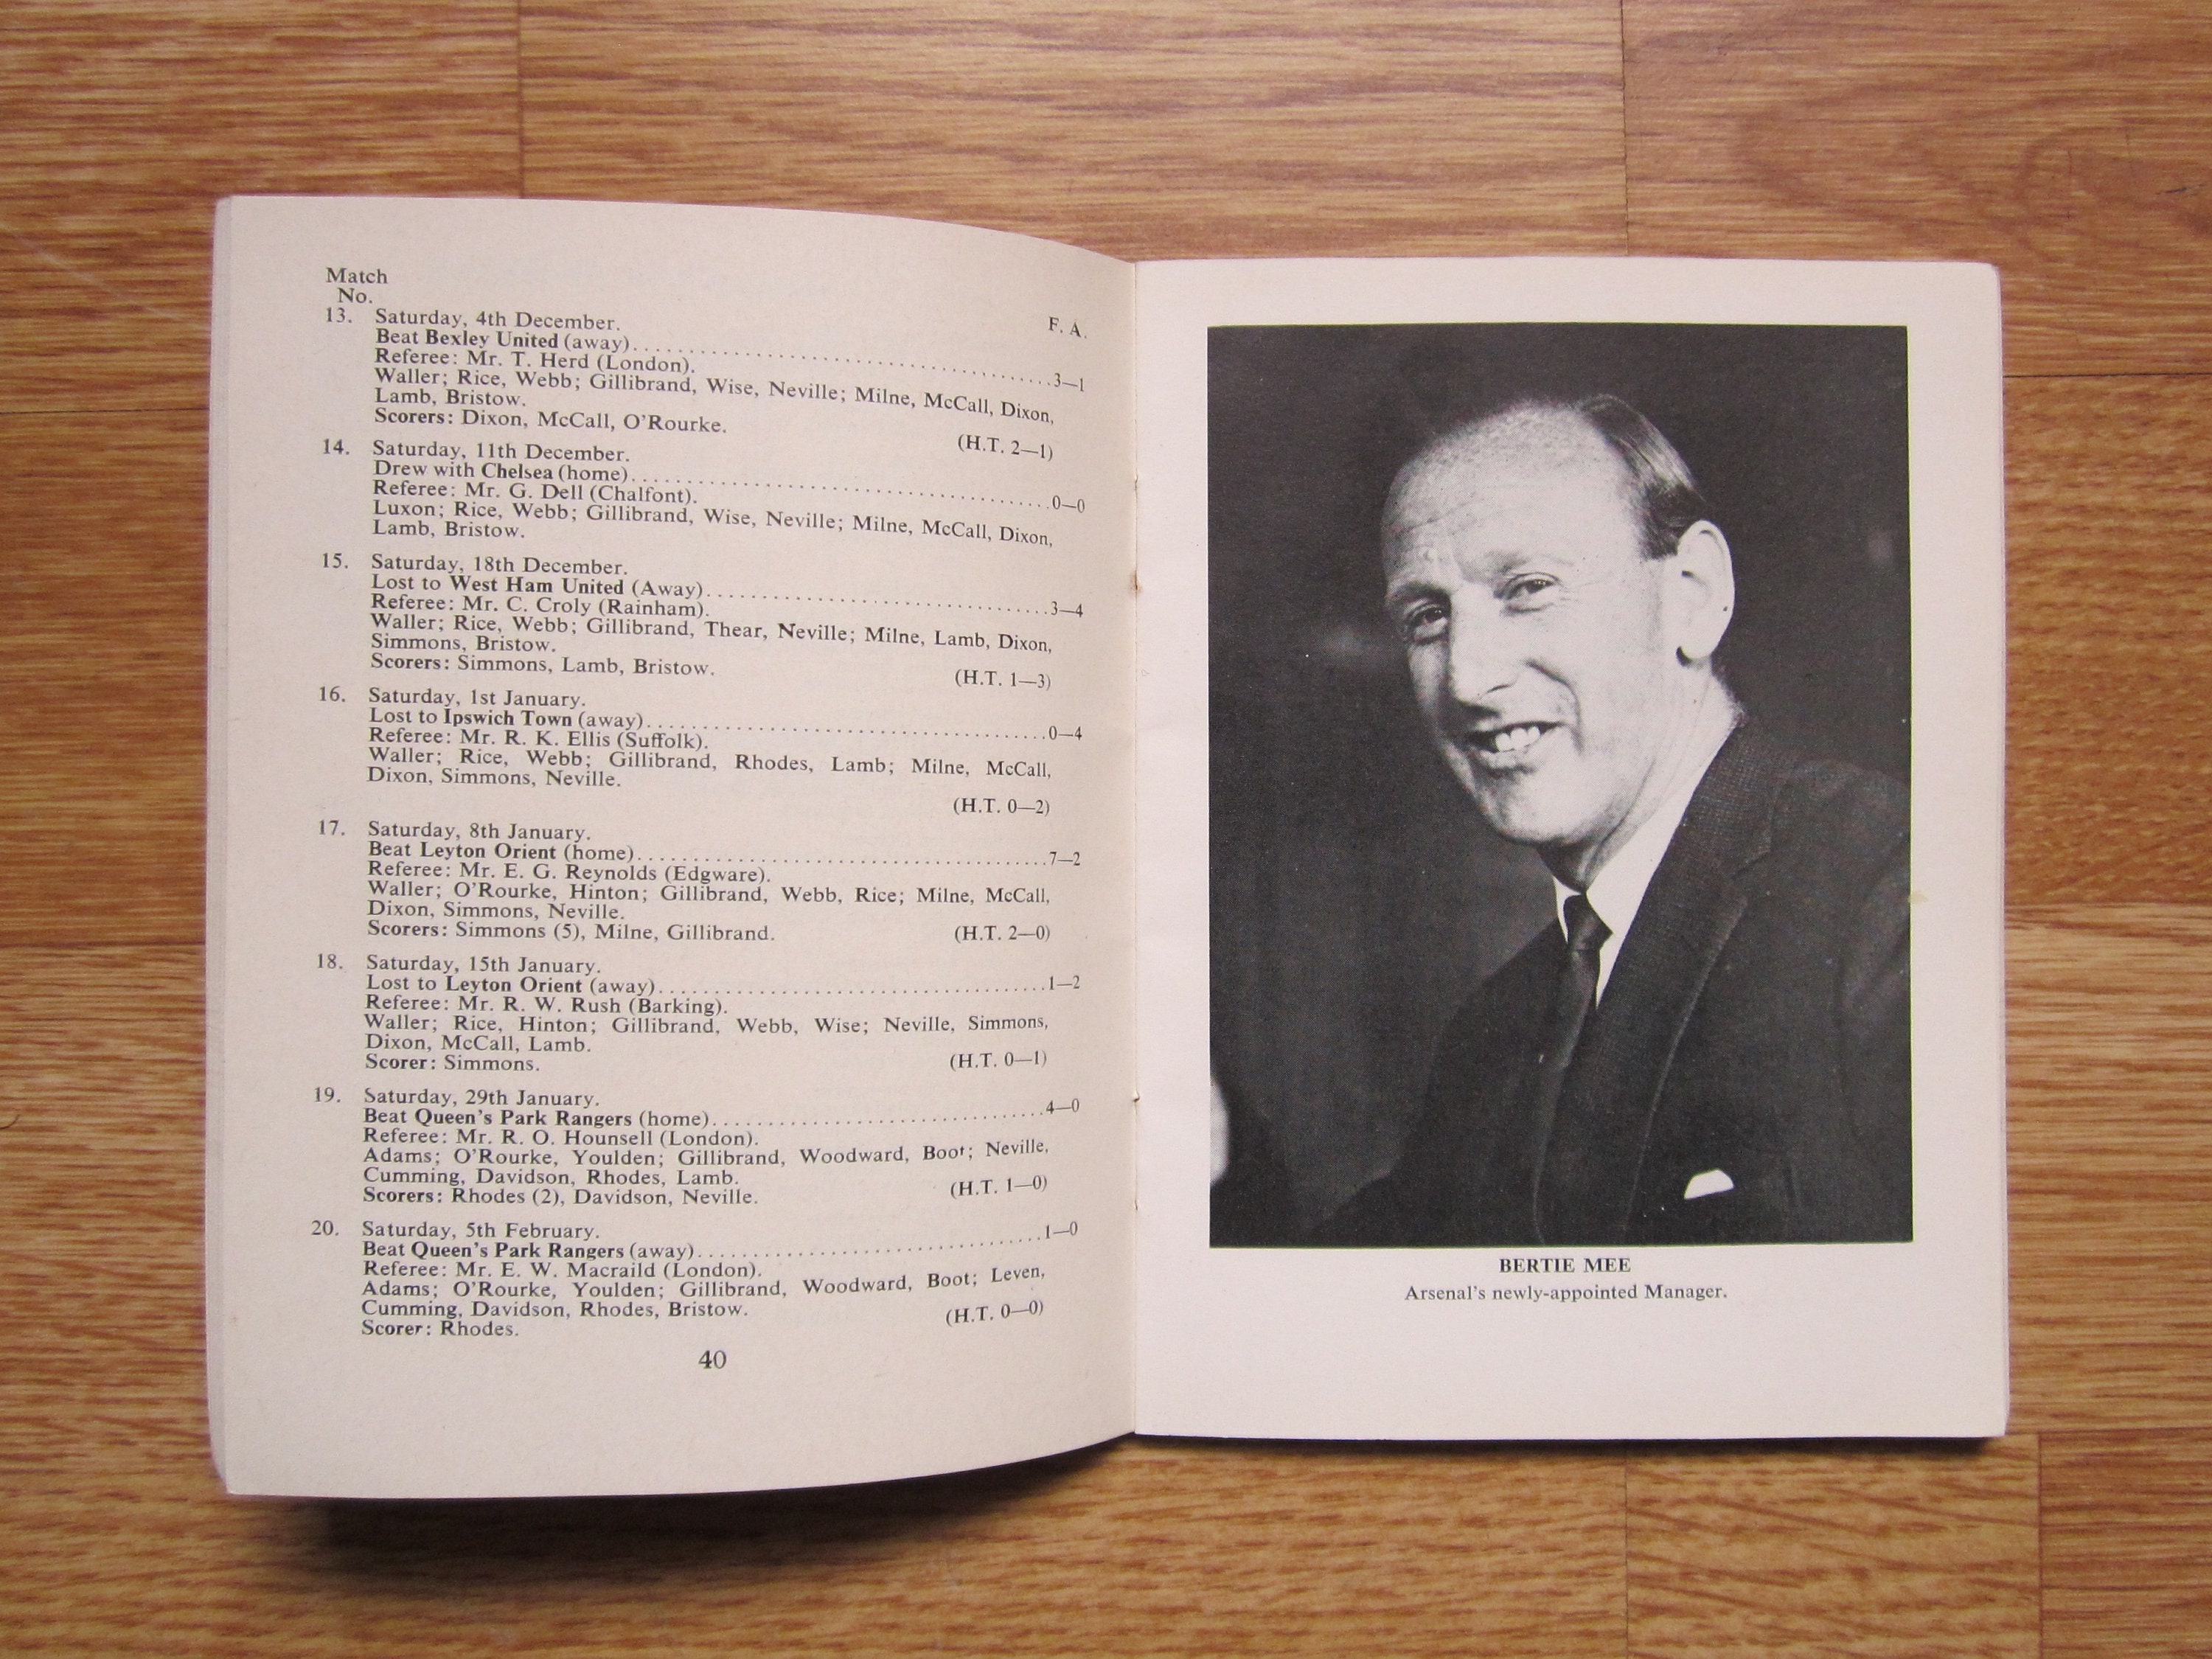 Match
No.
F. A.
13. Saturday, 4th December.
Beat Bexley United (away)..........3—1
Referee: Mr. T. Herd (London).
Waller; Rice, Webb; Gillibrand, Wise, Neville; Milne, McCall, Dixon,
Lamb, Bristow.
Scorers: Dixon, McCall, O'Rourke. (H.T. 2—1)
14. Saturday, 11th December.
Drew with Chelsea (home)..........0—0
Referee: Mr. G. Dell (Chalfont).
Luxon; Rice, Webb; Gillibrand, Wise, Neville; Milne, McCall, Dixon,
Lamb, Bristow.
15. Saturday, 18th December.
Lost to West Ham United (Away)..........3—4
Referee: Mr. C. Croly (Rainham).
Waller; Rice, Webb; Gillibrand, Thear, Neville; Milne, Lamb, Dixon,
Simmons, Bristow.
Scorers: Simmons, Lamb, Bristow. (H.T. 1—3)
16. Saturday, 1st January.
Lost to Ipswich Town (away)..........0—4
Referee: Mr. R. K. Ellis (Suffolk).
Waller; Rice, Webb; Gillibrand, Rhodes, Lamb; Milne, McCall,
Dixon, Simmons, Neville.
(H.T. 0—2)
17. Saturday, 8th January.
Beat Leyton Orient (home)..........7—2
Referee: Mr. E. G. Reynolds (Edgware).
Waller; O'Rourke, Hinton; Gillibrand, Webb, Rice; Milne, McCall,
Dixon, Simmons, Neville.
Scorers: Simmons (5), Milne, Gillibrand. (H.T. 2—0)
18. Saturday, 15th January.
Lost to Leyton Orient (away)..........1—2
Referee: Mr. R. W. Rush (Barking).
Waller; Rice, Hinton; Gillibrand, Webb, Wise; Neville, Simmons,
Dixon, McCall, Lamb.
Scorer: Simmons. (H.T. 0—1)
19. Saturday, 29th January.
Beat Queen's Park Rangers (home)..........4—0
Referee: Mr. R. O. Hounsell (London).
Adams; O'Rourke, Youlden; Gillibrand, Woodward, Boot; Neville,
Cumming, Davidson, Rhodes, Lamb.
Scorers: Rhodes (2), Davidson, Neville. (H.T. 1—0)
20. Saturday, 5th February.
Beat Queen's Park Rangers (away)..........1—0
Referee: Mr. E. W. Macraild (London).
Adams; O'Rourke, Youlden; Gillibrand, Woodward, Boot; Leven,
Cumming, Davidson, Rhodes, Bristow. (H.T. 0—0)
Scorer: Rhodes.
40
BERTIE MEE
Arsenal's newly-appointed Manager.